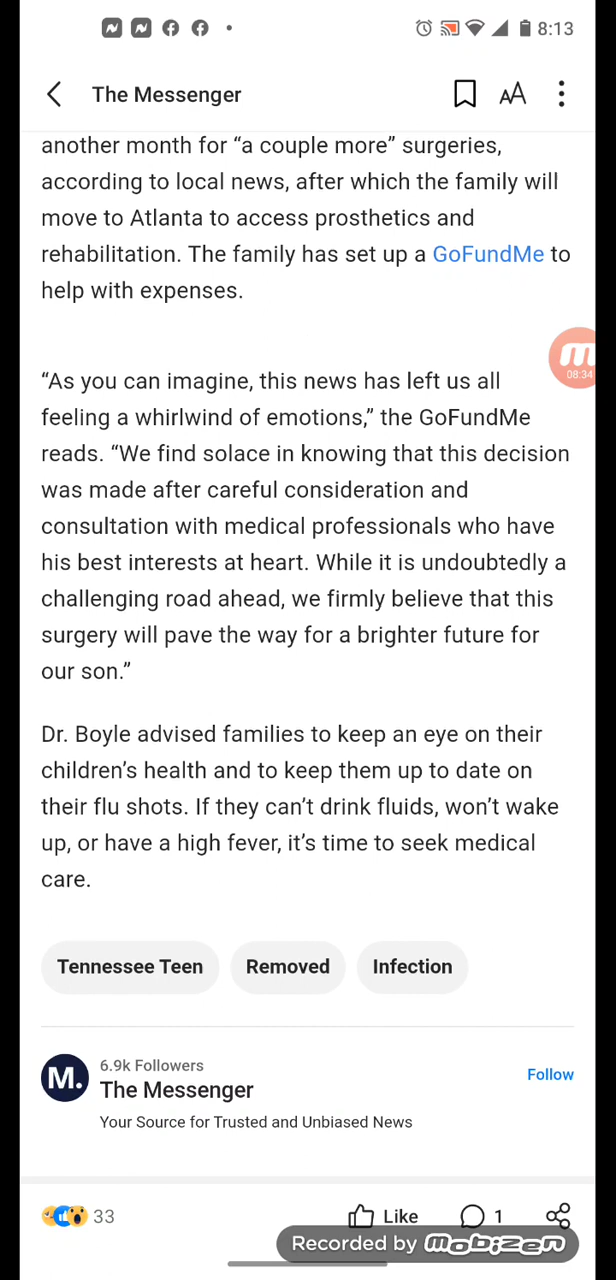 8:13
The Messenger
AA
another month for “a couple more” surgeries,
according to local news, after which the family will
move to Atlanta to access prosthetics and
rehabilitation. The family has set up a GoFundMe to
help with expenses.
m
08:34
“As you can imagine, this news has left us all
feeling a whirlwind of emotions,” the GoFundMe
reads. “We find solace in knowing that this decision
was made after careful consideration and
consultation with medical professionals who have
his best interests at heart. While it is undoubtedly a
challenging road ahead, we firmly believe that this
surgery will pave the way for a brighter future for
our son.”
Dr. Boyle advised families to keep an eye on their
children’s health and to keep them up to date on
their flu shots. If they can’t drink fluids, won’t wake
up, or have a high fever, it’s time to seek medical
care.
Tennessee Teen Removed Infection
M.
6.9k Followers
The Messenger
Follow
Your Source for Trusted and Unbiased News
33 Like 1
Recorded by mobizen